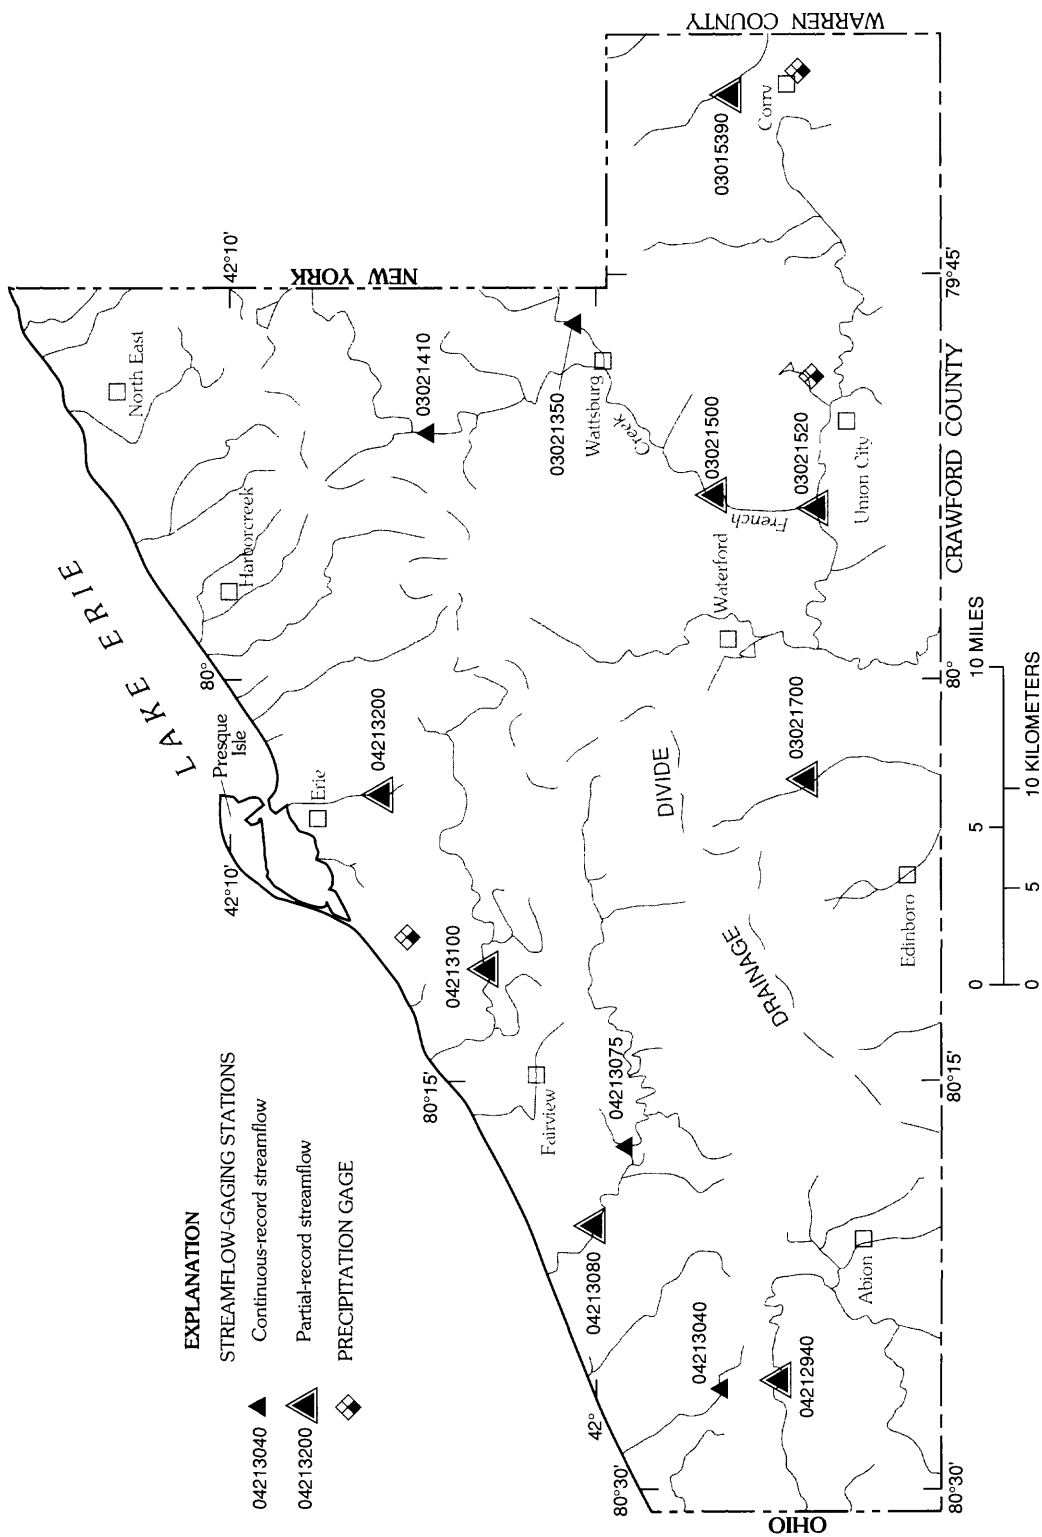 EXPLANATION
STREAMFLOW-GAGING STATIONS
04213040 Continuous-record streamflow
04213200 Partial-record streamflow
PRECIPITATION GAGE
LAKE ERIE
Presque
Isle
80°
42°10'
42°10'
North East
Harborcreek
Erie
04213200
04213100
80°15'
Fairview
04213075
04213080
42°
04213040
04212940
80°30'
OHIO
Albion
DRAINAGE
DIVIDE
Edinboro
03021700
Waterford
French
Creek
03021500
03021520
Union City
Wattsburg
03021350
03021410
NEW YORK
03015390
Corry
WARREN COUNTY
CRAWFORD COUNTY
80°30'
80°15'
80°
79°45'
0 5 10 MILES
0 5 10 KILOMETERS